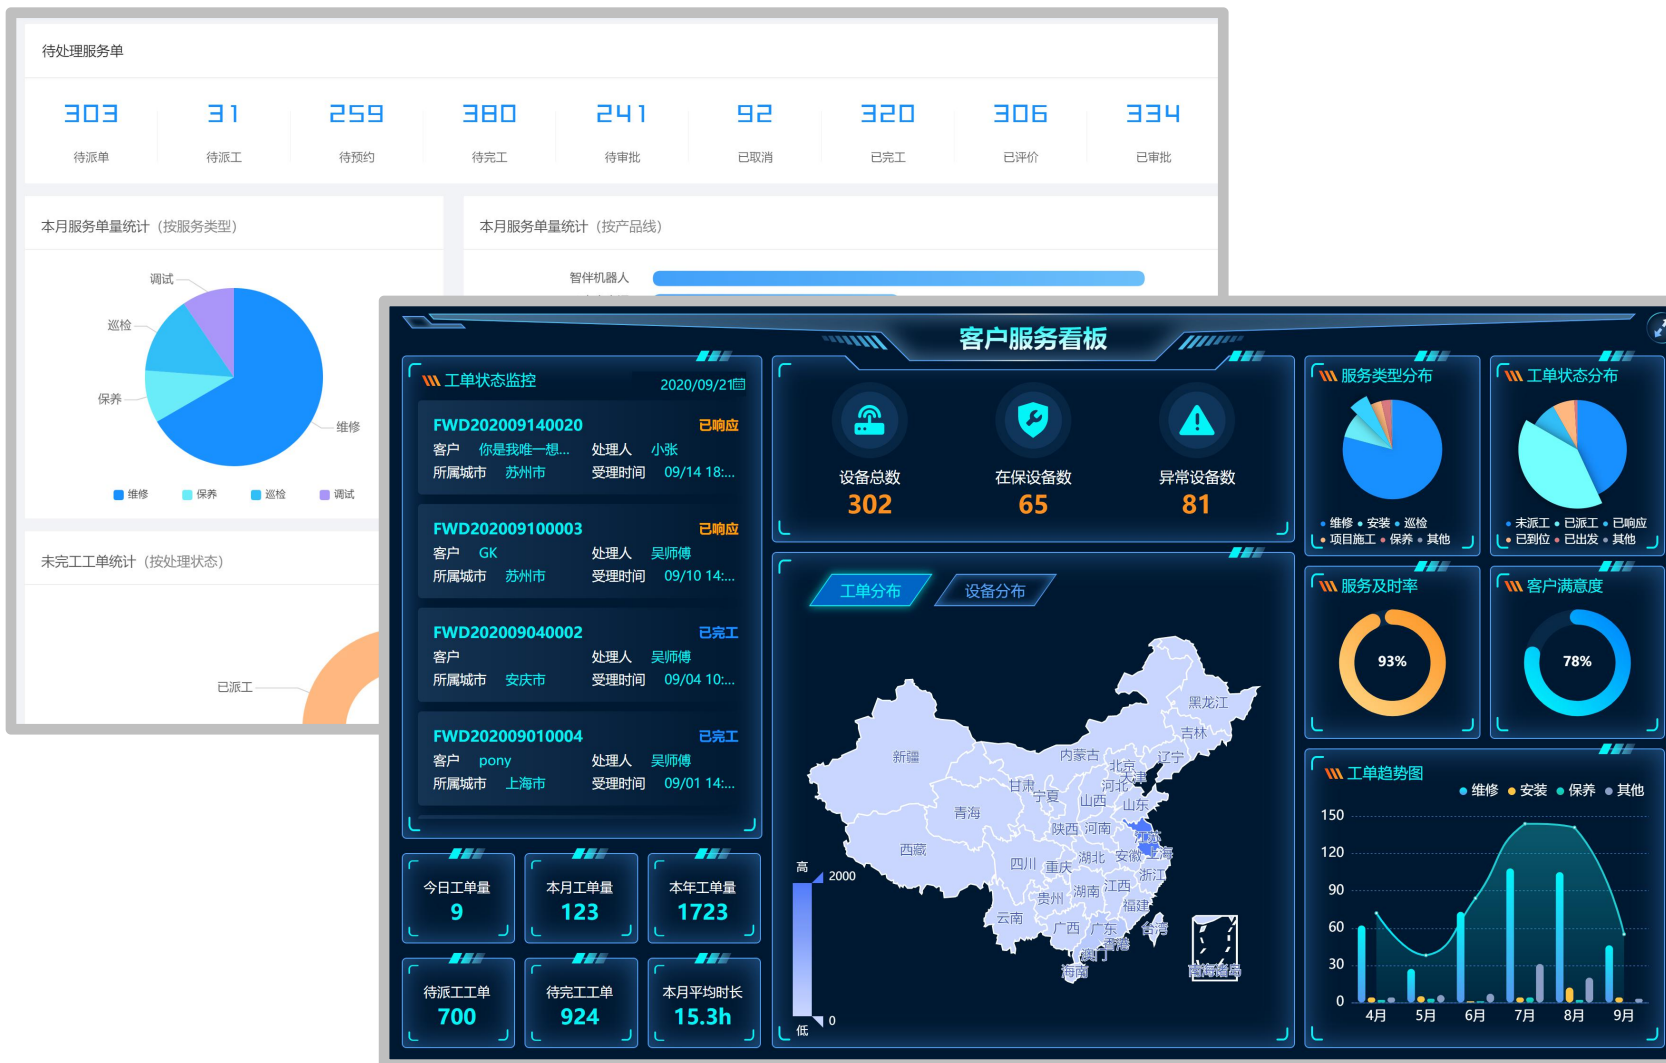 待处理服务单
303 31 259 380 241 92 320 306 334
待派单 待派工 待预约 待完工 待审批 已取消 已完工 已评价 已审批
本月服务单量统计 (按服务类型)
调试
巡检
保养
维修
维修 保养 巡检 调试
本月服务单量统计 (按产品线)
智伴机器人
未完工工单统计 (按处理状态)
已派工
客户服务看板
工单状态监控 2020/09/21
FWD202009140020 已响应
客户 你是我唯一想... 处理人 小张
所属城市 苏州市 受理时间 09/14 18:...
FWD202009100003 已响应
客户 GK 处理人 吴师傅
所属城市 苏州市 受理时间 09/10 14:...
FWD202009040002 已完工
客户 处理人 吴师傅
所属城市 安庆市 受理时间 09/04 10:...
FWD202009010004 已完工
客户 pony 处理人 吴师傅
所属城市 上海市 受理时间 09/01 14:...
今日工单量 本月工单量 本年工单量
9 123 1723
待派工工单 待完工工单 本月平均时长
700 924 15.3h
设备总数 在保设备数 异常设备数
302 65 81
工单分布 设备分布
黑龙江
吉林
新疆 内蒙古 辽宁
北京
天津
甘肃 河北
宁夏 山西 山东
青海
陕西 河南 江苏
西藏 四川 重庆 湖北 安徽 上海
浙江
贵州 湖南 江西
云南 福建
广西 广东 台湾
香港
澳门
海南 南海诸岛
高
2000
0
低
服务类型分布
维修 安装 巡检
项目施工 保养 其他
工单状态分布
未派工 已派工 已响应
已到位 已出发 其他
服务及时率
93%
客户满意度
78%
工单趋势图
维修 安装 保养 其他
150
120
90
60
30
0
4月 5月 6月 7月 8月 9月